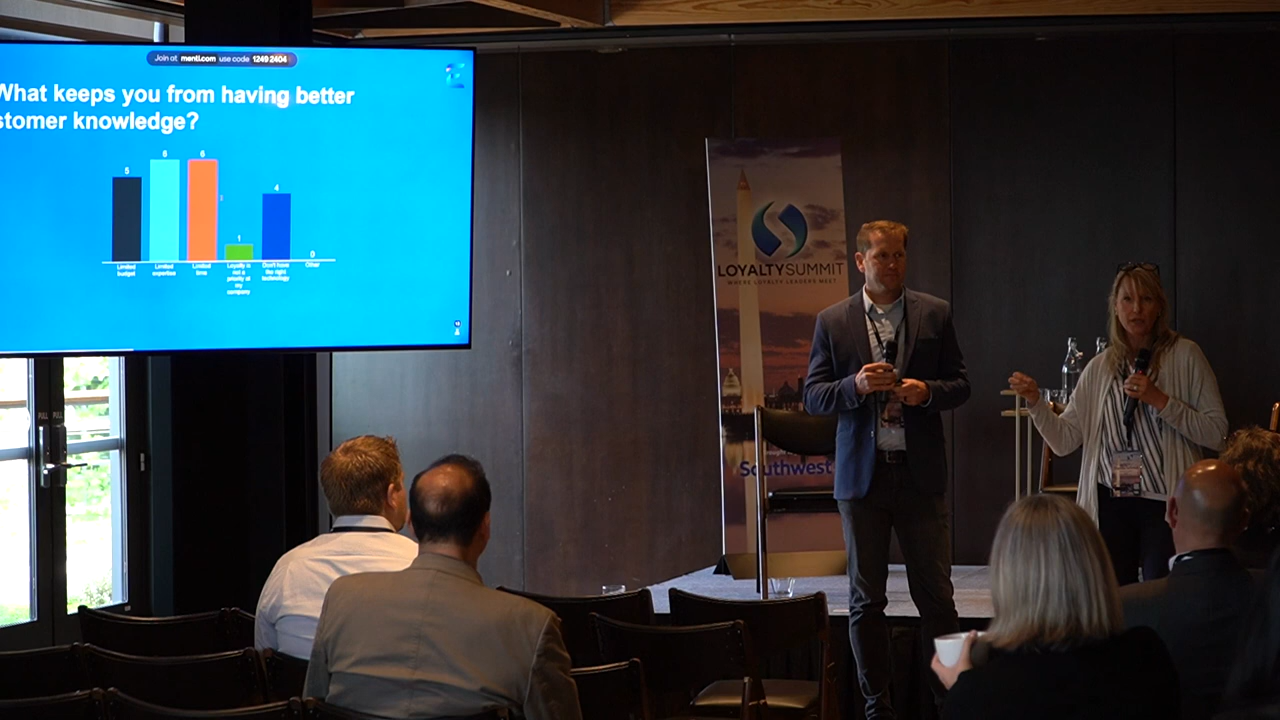 Join at menti.com use code 1249 2404
What keeps you from having better
stomer knowledge?
5
6
6
1
4
0
Limited
budget
Limited
expertise
Limited
time
Loyalty is
not a
priority at
my
company
Don't have
the right
technology
Other
LOYALTYSUMMIT
WHERE LOYALTY LEADERS MEET
Southwest
PULL
PULL